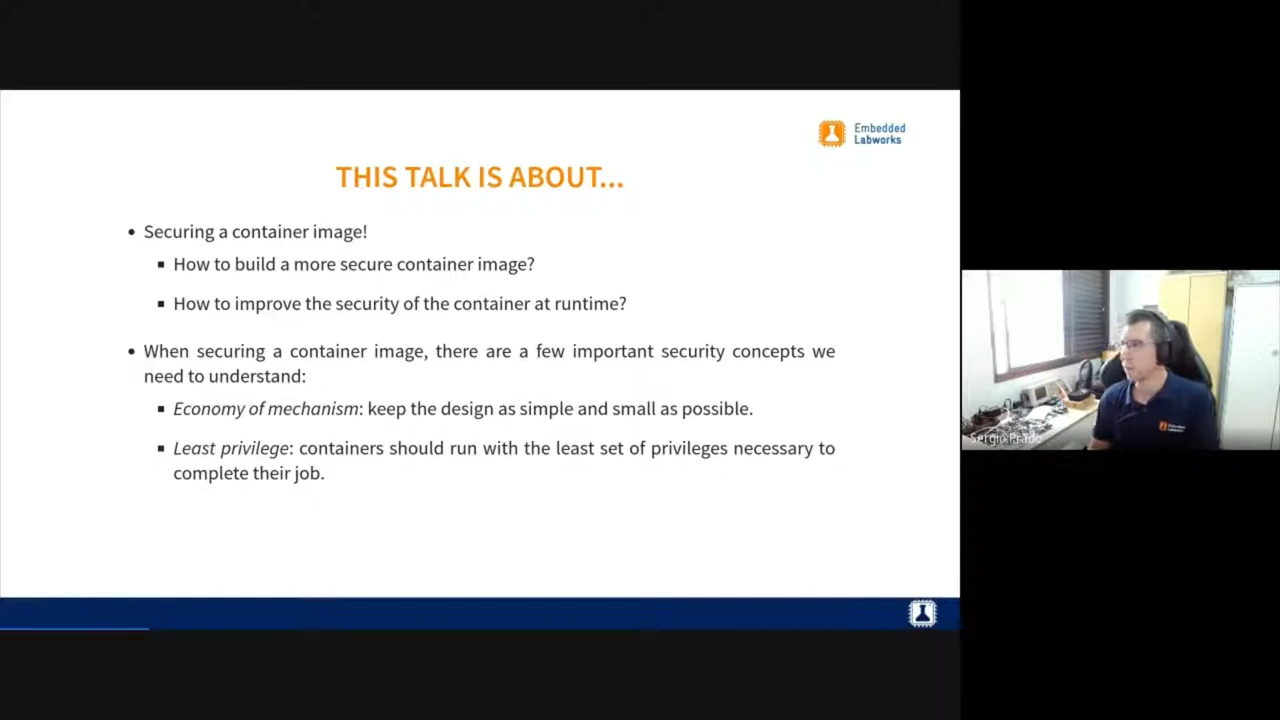 Embedded
Labworks
THIS TALK IS ABOUT...
• Securing a container image!
▪ How to build a more secure container image?
▪ How to improve the security of the container at runtime?
• When securing a container image, there are a few important security concepts we
need to understand:
▪ Economy of mechanism: keep the design as simple and small as possible.
▪ Least privilege: containers should run with the least set of privileges necessary to
complete their job.
Sergio Prado
Embedded
Labworks